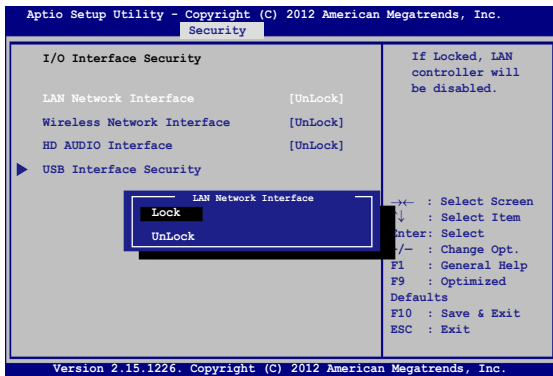 Aptio Setup Utility - Copyright (C) 2012 American Megatrends, Inc.
Security
I/O Interface Security
LAN Network Interface [UnLock]
Wireless Network Interface [UnLock]
HD AUDIO Interface [UnLock]
USB Interface Security
If Locked, LAN
controller will
be disabled.
LAN Network Interface
Lock
UnLock
→← : Select Screen
↑↓ : Select Item
Enter: Select
+/— : Change Opt.
F1 : General Help
F9 : Optimized
Defaults
F10 : Save & Exit
ESC : Exit
Version 2.15.1226. Copyright (C) 2012 American Megatrends, Inc.